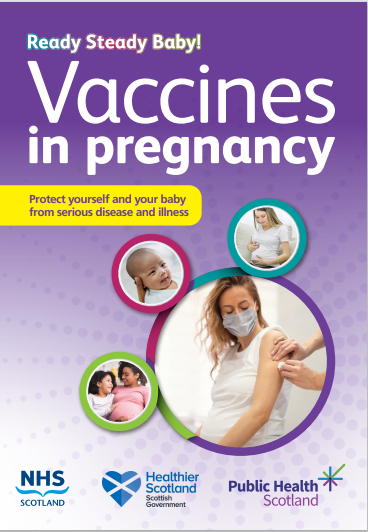 Ready Steady Baby!
Vaccines
in pregnancy
Protect yourself and your baby
from serious disease and illness
NHS
SCOTLAND
Healthier
Scotland
Scottish
Government
Public Health
Scotland